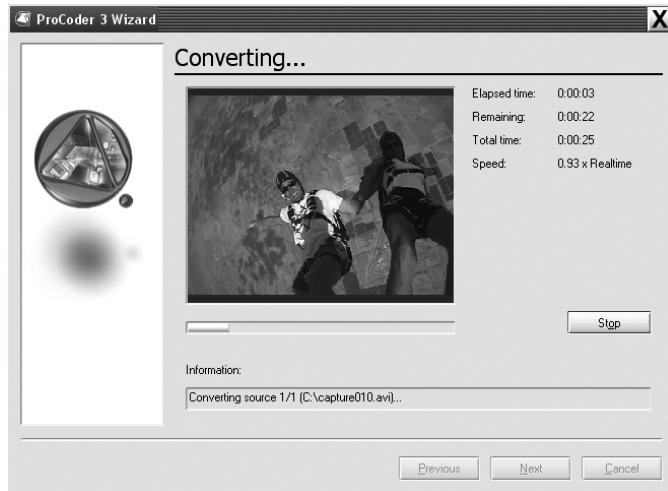 ProCoder 3 Wizard X
Converting...
Elapsed time: 0:00:03
Remaining: 0:00:22
Total time: 0:00:25
Speed: 0.93 x Realtime
Stop
Information:
Converting source 1/1 (C:\capture010.avi)...
Previous Next Cancel